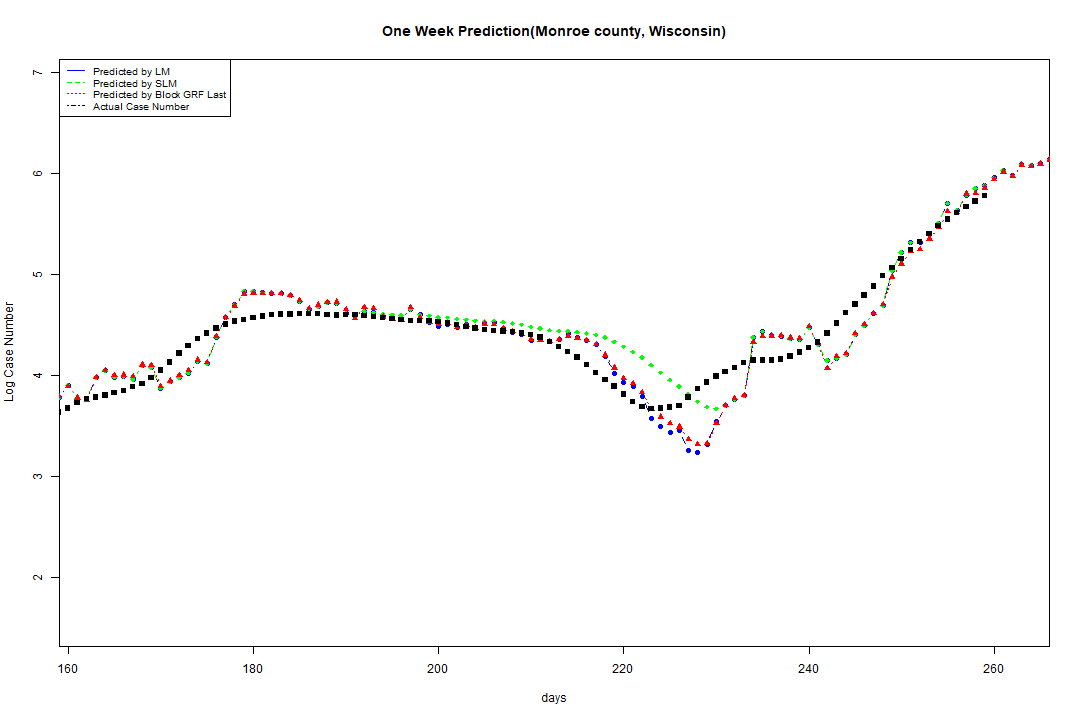 One Week Prediction(Monroe county, Wisconsin)
Predicted by LM
Predicted by SLM
Predicted by Block GRF Last
Actual Case Number
7
6
5
4
3
2
Log Case Number
160 180 200 220 240 260
days